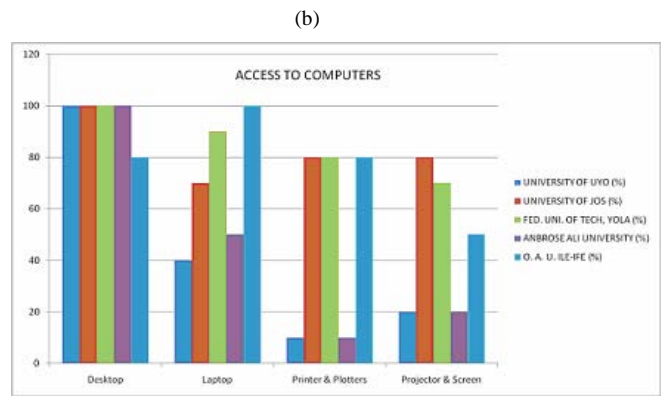 (b)
ACCESS TO COMPUTERS
120
100
80
60
40
20
0
Desktop
Laptop
Printer & Plotters
Projector & Screen
UNIVERSITY OF UYO (%)
UNIVERSITY OF JOS (%)
FED. UNI. OF TECH, YOLA (%)
ANBROSE ALI UNIVERSITY (%)
O. A. U. ILE-IFE (%)